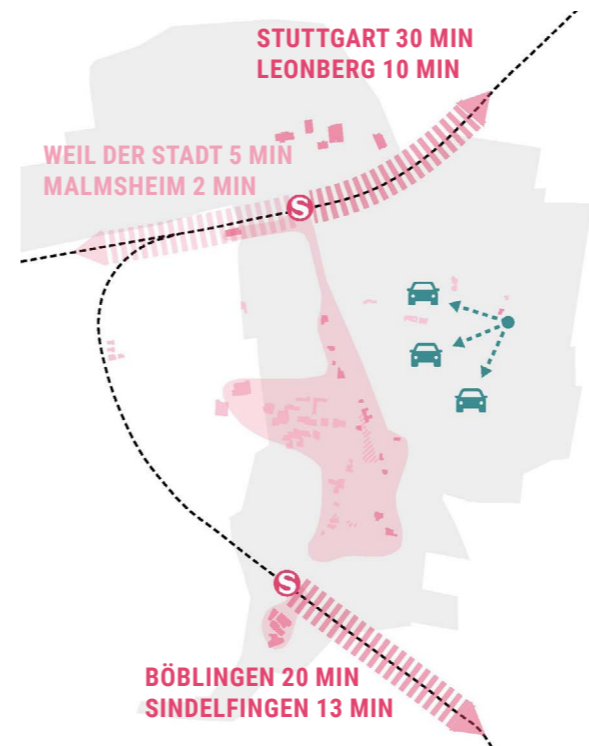 STUTTGART 30 MIN
LEONBERG 10 MIN
WEIL DER STADT 5 MIN
MALMSHEIM 2 MIN
S
S
BÖBLINGEN 20 MIN
SINDELFINGEN 13 MIN